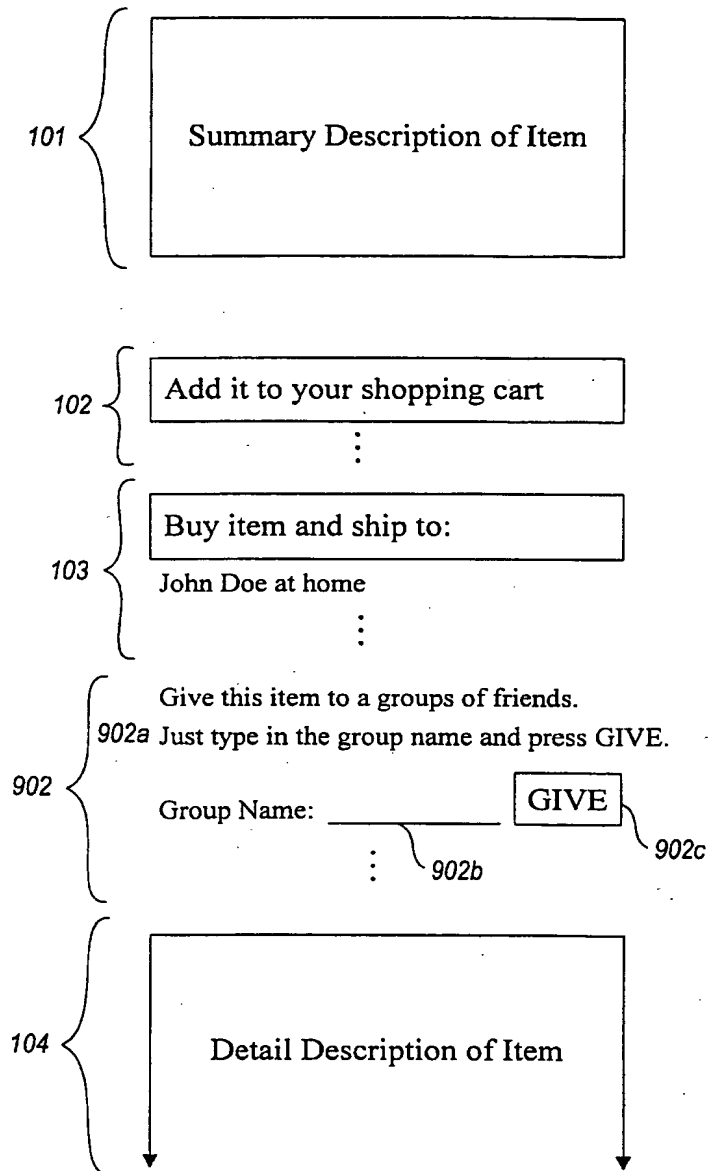 101
Summary Description of Item
102
Add it to your shopping cart
103
Buy item and ship to:
John Doe at home
902
Give this item to a groups of friends.
902a Just type in the group name and press GIVE.
Group Name: GIVE
902b
902c
104
Detail Description of Item